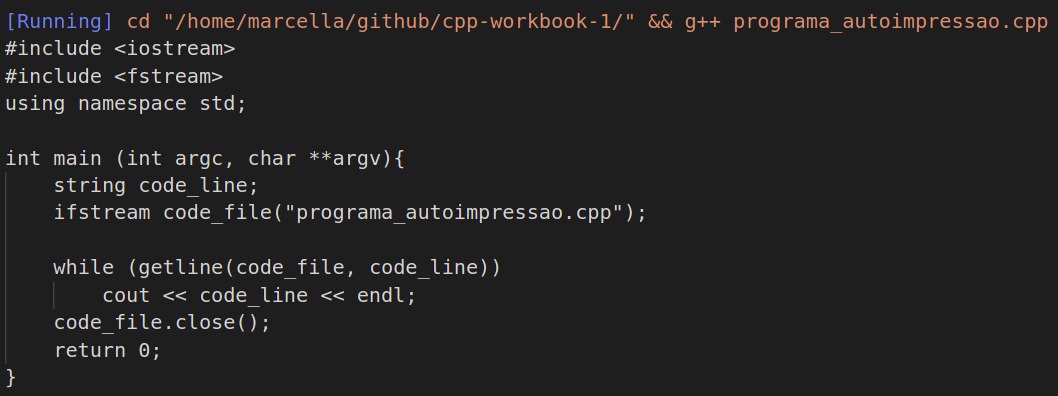 [Running] cd "/home/marcella/github/cpp-workbook-1/" && g++ programa_autoimpressao.cpp
#include <iostream>
#include <fstream>
using namespace std;

int main (int argc, char **argv){
    string code_line;
    ifstream code_file("programa_autoimpressao.cpp");

    while (getline(code_file, code_line))
        cout << code_line << endl;
    code_file.close();
    return 0;
}